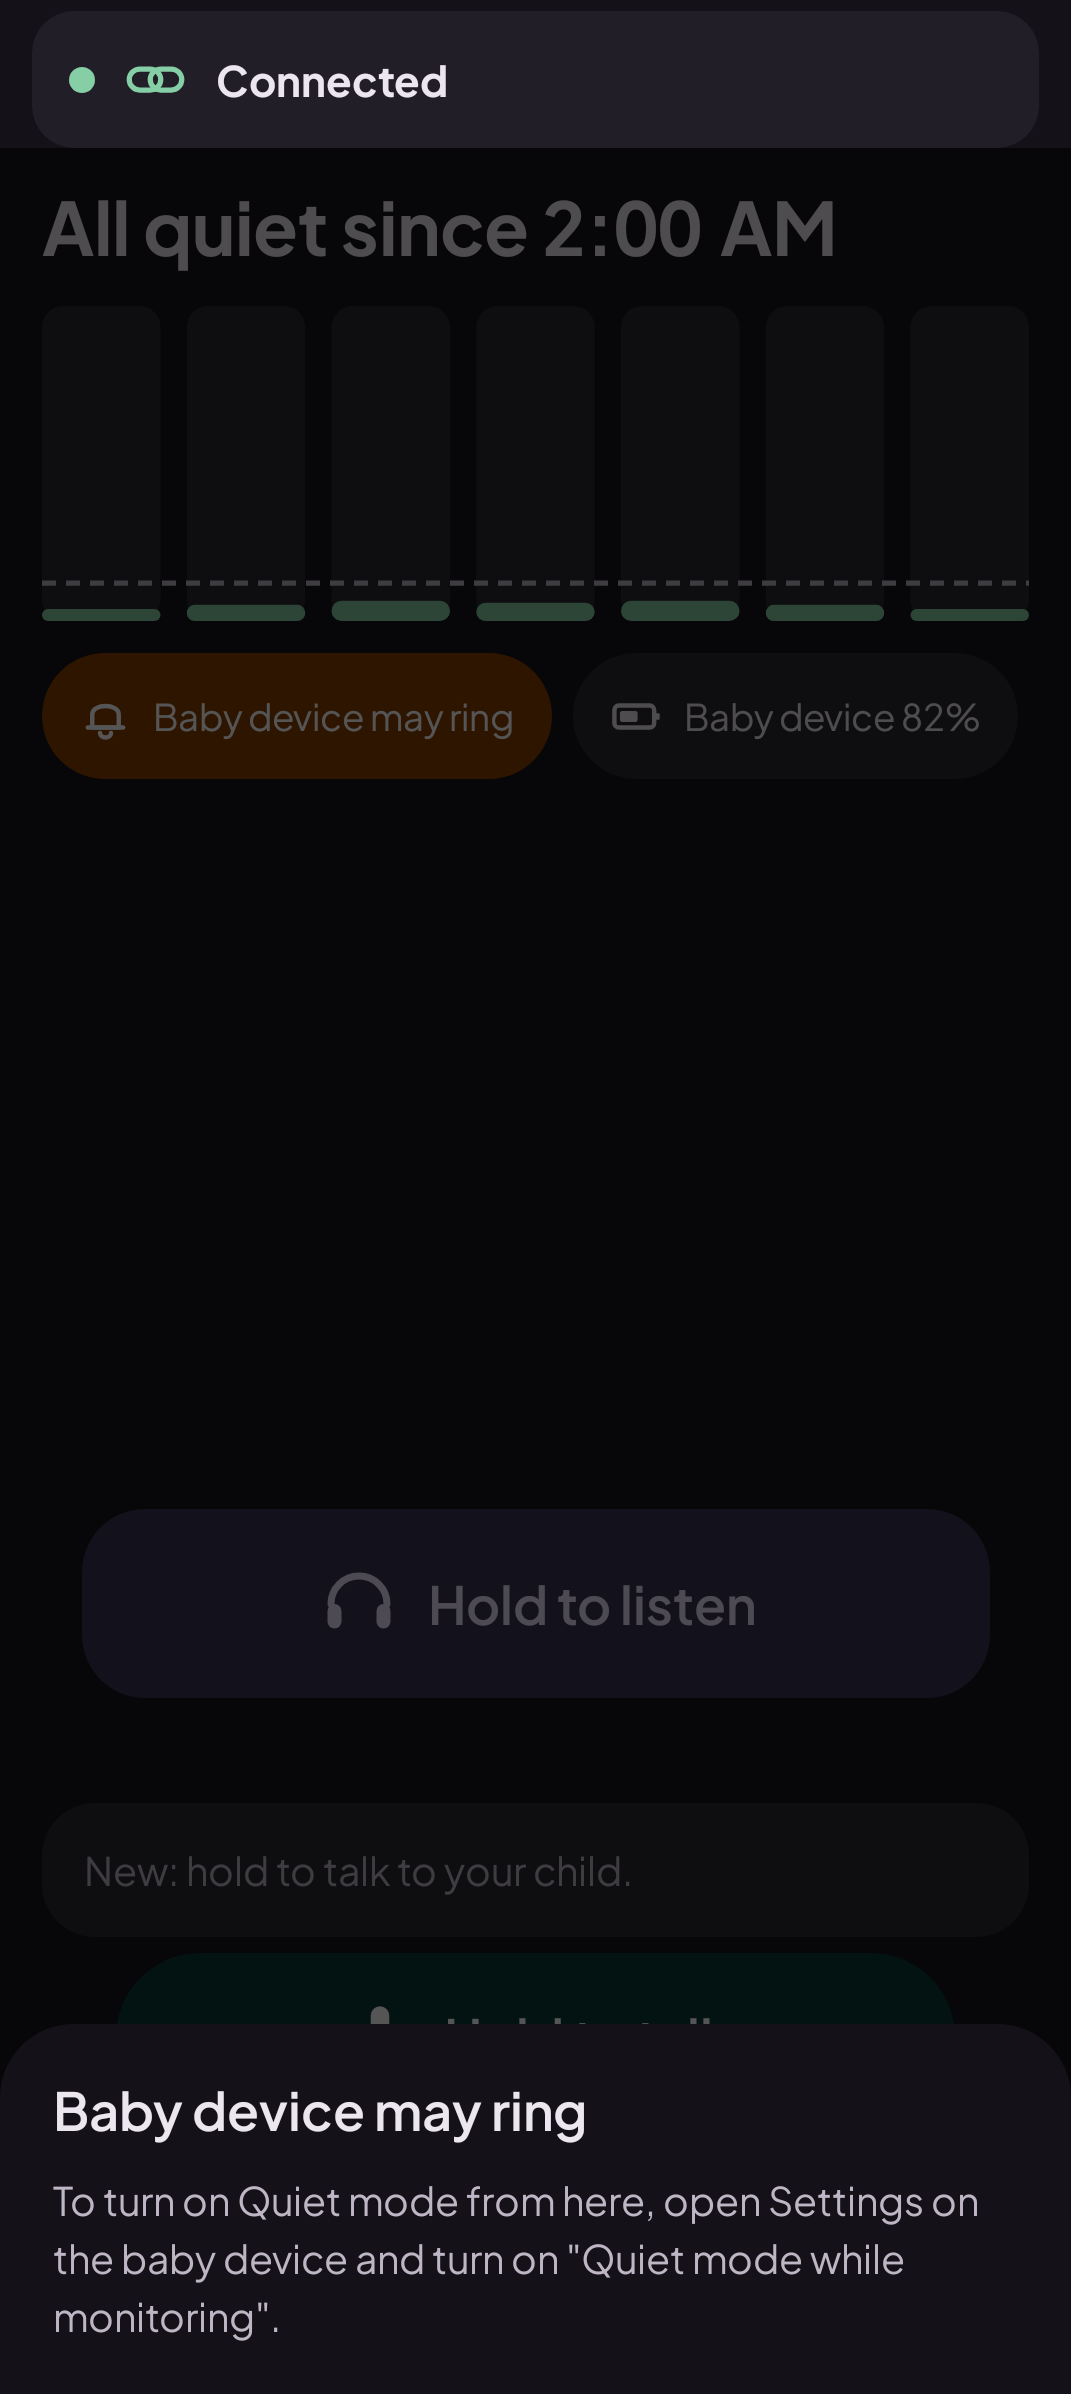 Connected
All quiet since 2:00 AM
Baby device may ring
Baby device 82%
Hold to listen
New: hold to talk to your child.
Baby device may ring
To turn on Quiet mode from here, open Settings on
the baby device and turn on "Quiet mode while
monitoring".